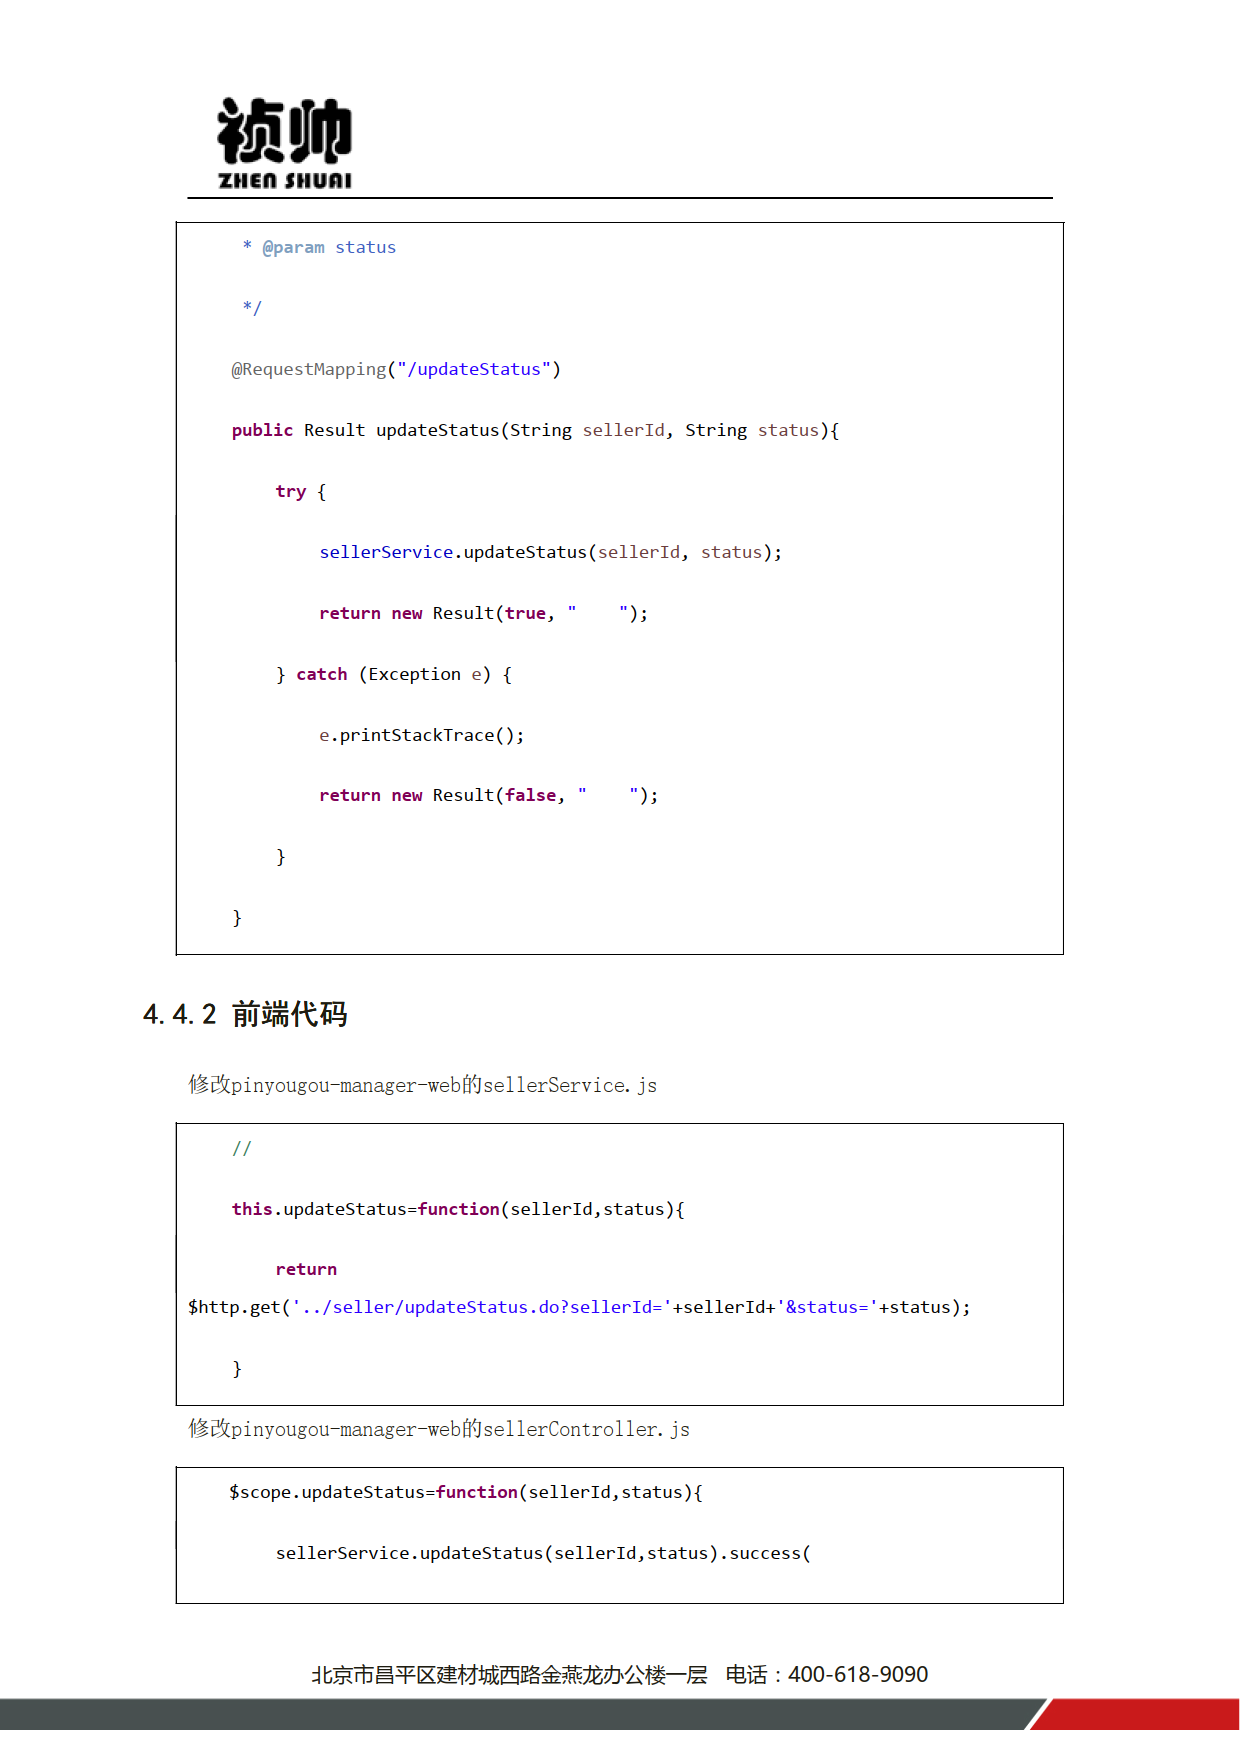 祯帅
ZHEN SHUAI
* @param status
*/
@RequestMapping("/updateStatus")
public Result updateStatus(String sellerId, String status){
try {
sellerService.updateStatus(sellerId, status);
return new Result(true, "    ");
} catch (Exception e) {
e.printStackTrace();
return new Result(false, "    ");
}
}
4.4.2 前端代码
修改pinyougou-manager-web的sellerService.js
//
this.updateStatus=function(sellerId,status){
return
$http.get('../seller/updateStatus.do?sellerId='+sellerId+'&status='+status);
}
修改pinyougou-manager-web的sellerController.js
$scope.updateStatus=function(sellerId,status){
sellerService.updateStatus(sellerId,status).success(
北京市昌平区建材城西路金燕龙办公楼一层 电话：400-618-9090